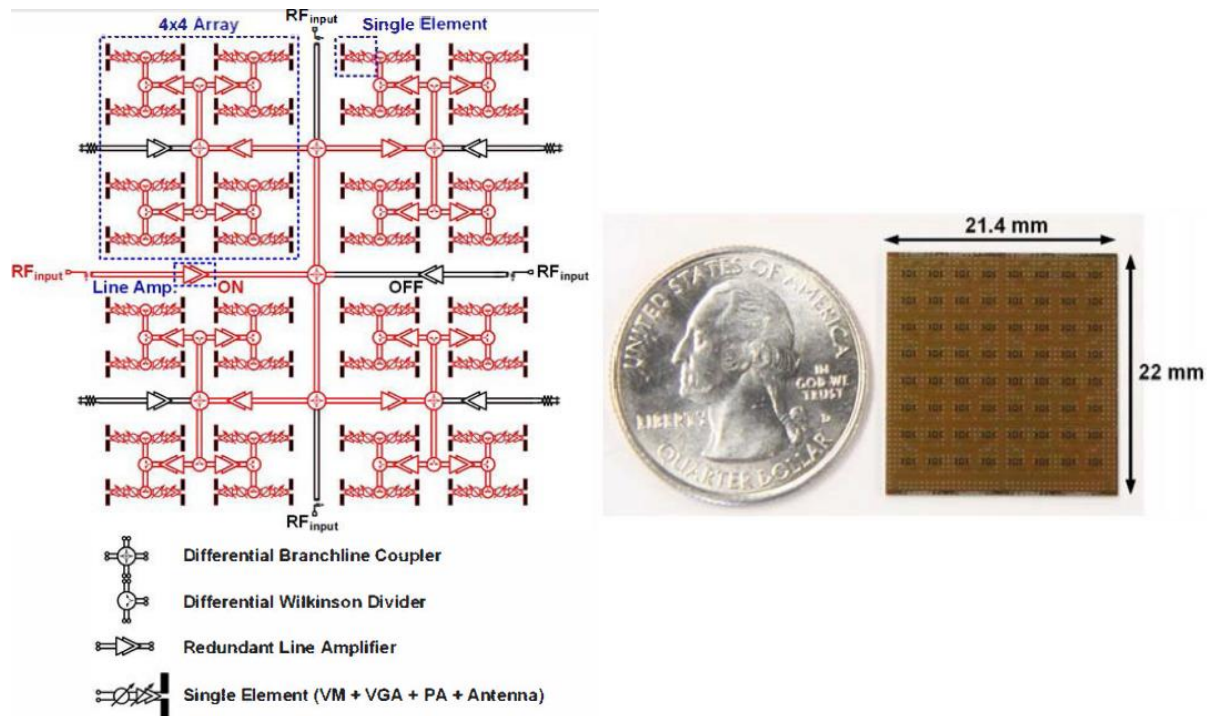 4x4 Array
RFinput
Single Element
RFinput
Line Amp.
ON
OFF
RFinput
RFinput
Differential Branchline Coupler
Differential Wilkinson Divider
Redundant Line Amplifier
Single Element (VM + VGA + PA + Antenna)
21.4 mm
22 mm
UNITED STATES OF AMERICA
LIBERTY
IN
GOD WE
TRUST
D
QUARTER DOLLAR